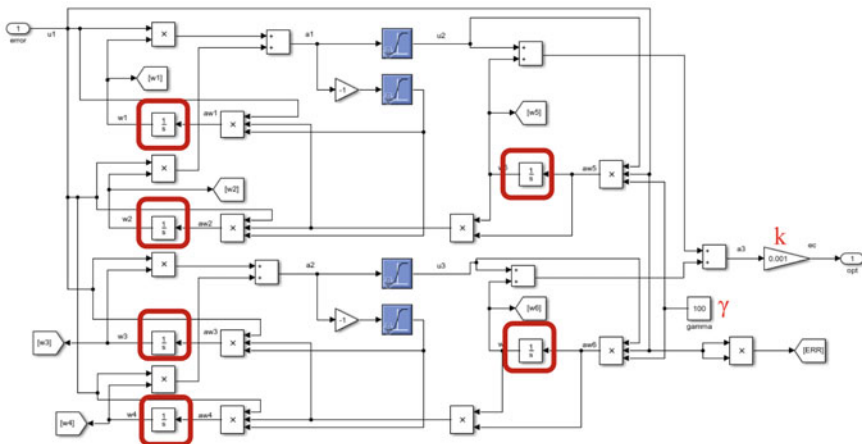 1
error
u1
×
+
+
a1
u2
+
+
[w1]
-1
[w5]
w1
1/s
aw1
×
×
1/s
aw5
×
[w2]
w2
1/s
aw2
×
×
k
+
+
a3
0.001
ec
1
opt
×
+
+
a2
u3
+
+
-1
[w6]
100
γ
gamma
[w3]
w3
1/s
aw3
×
1/s
aw6
×
×
[ERR]
×
[w4]
w4
1/s
aw4
×
×